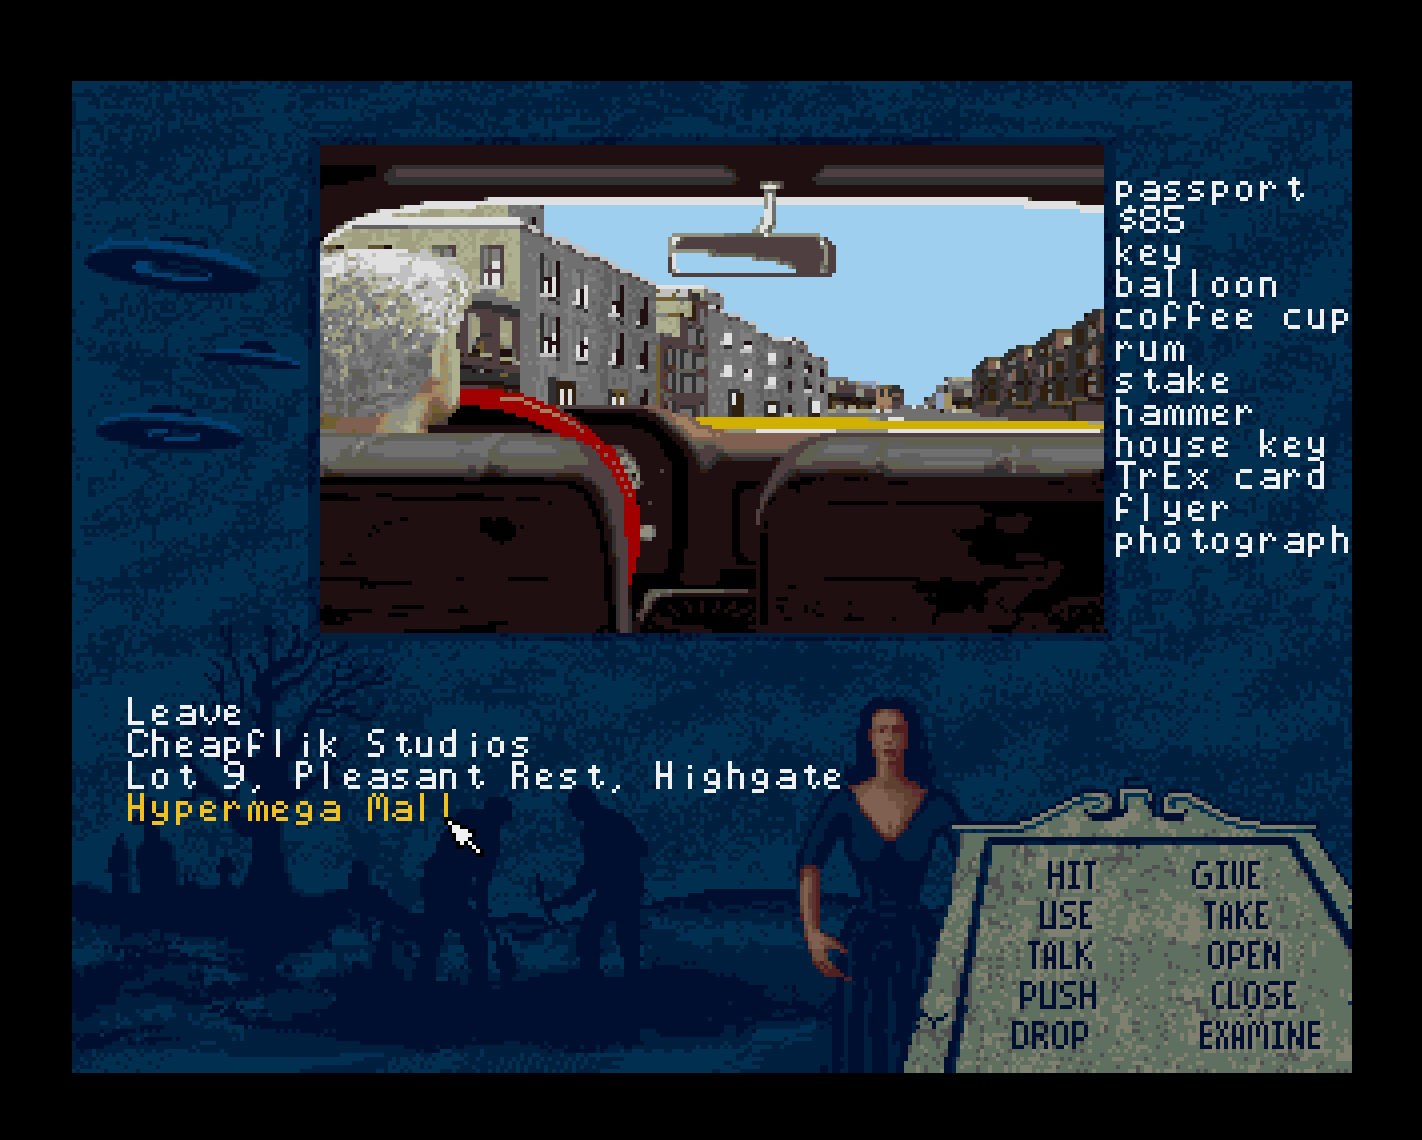 passport
$85
key
balloon
coffee cup
rum
stake
hammer
house key
TrEx card
flyer
photograph
Leave
Cheapflik Studios
Lot 9, Pleasant Rest, Highgate
Hypermega Mall
HIT GIVE
USE TAKE
TALK OPEN
PUSH CLOSE
DROP EXAMINE